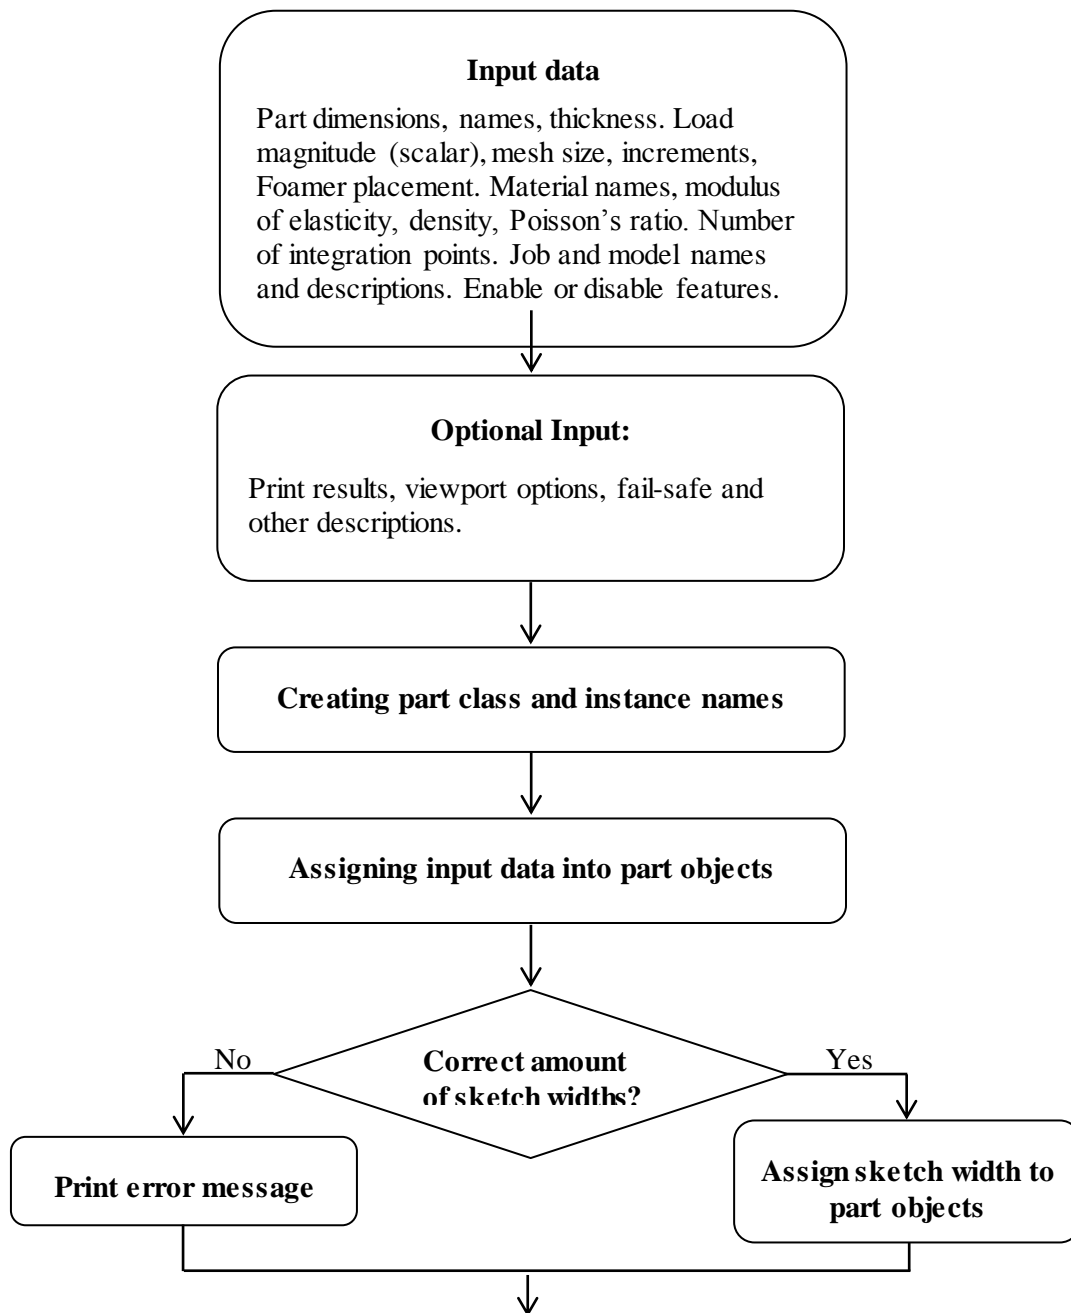 Input data
Part dimensions, names, thickness. Load
magnitude (scalar), mesh size, increments,
Foamer placement. Material names, modulus
of elasticity, density, Poisson’s ratio. Number
of integration points. Job and model names
and descriptions. Enable or disable features.
Optional Input:
Print results, viewport options, fail-safe and
other descriptions.
Creating part class and instance names
Assigning input data into part objects
No
Correct amount
of sketch widths?
Yes
Print error message
Assign sketch width to
part objects